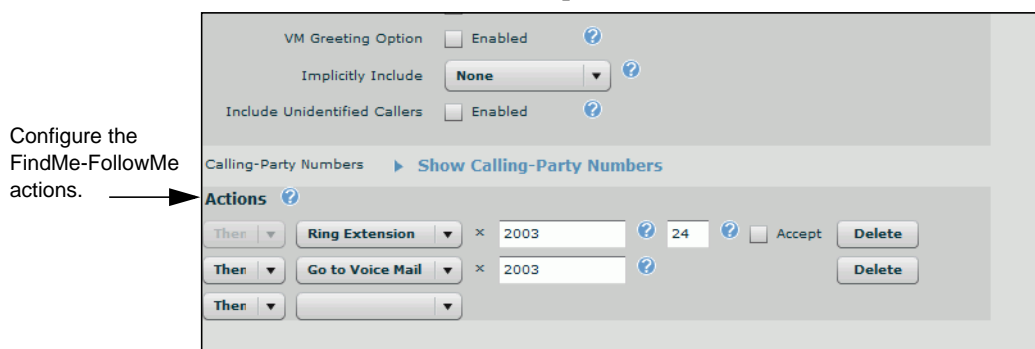 VM Greeting Option Enabled ?
Implicitly Include None ?
Include Unidentified Callers Enabled ?
Configure the
FindMe-FollowMe
actions.
Calling-Party Numbers Show Calling-Party Numbers
Actions ?
Then Ring Extension × 2003 ? 24 ? Accept Delete
Then Go to Voice Mail × 2003 ? Delete
Then